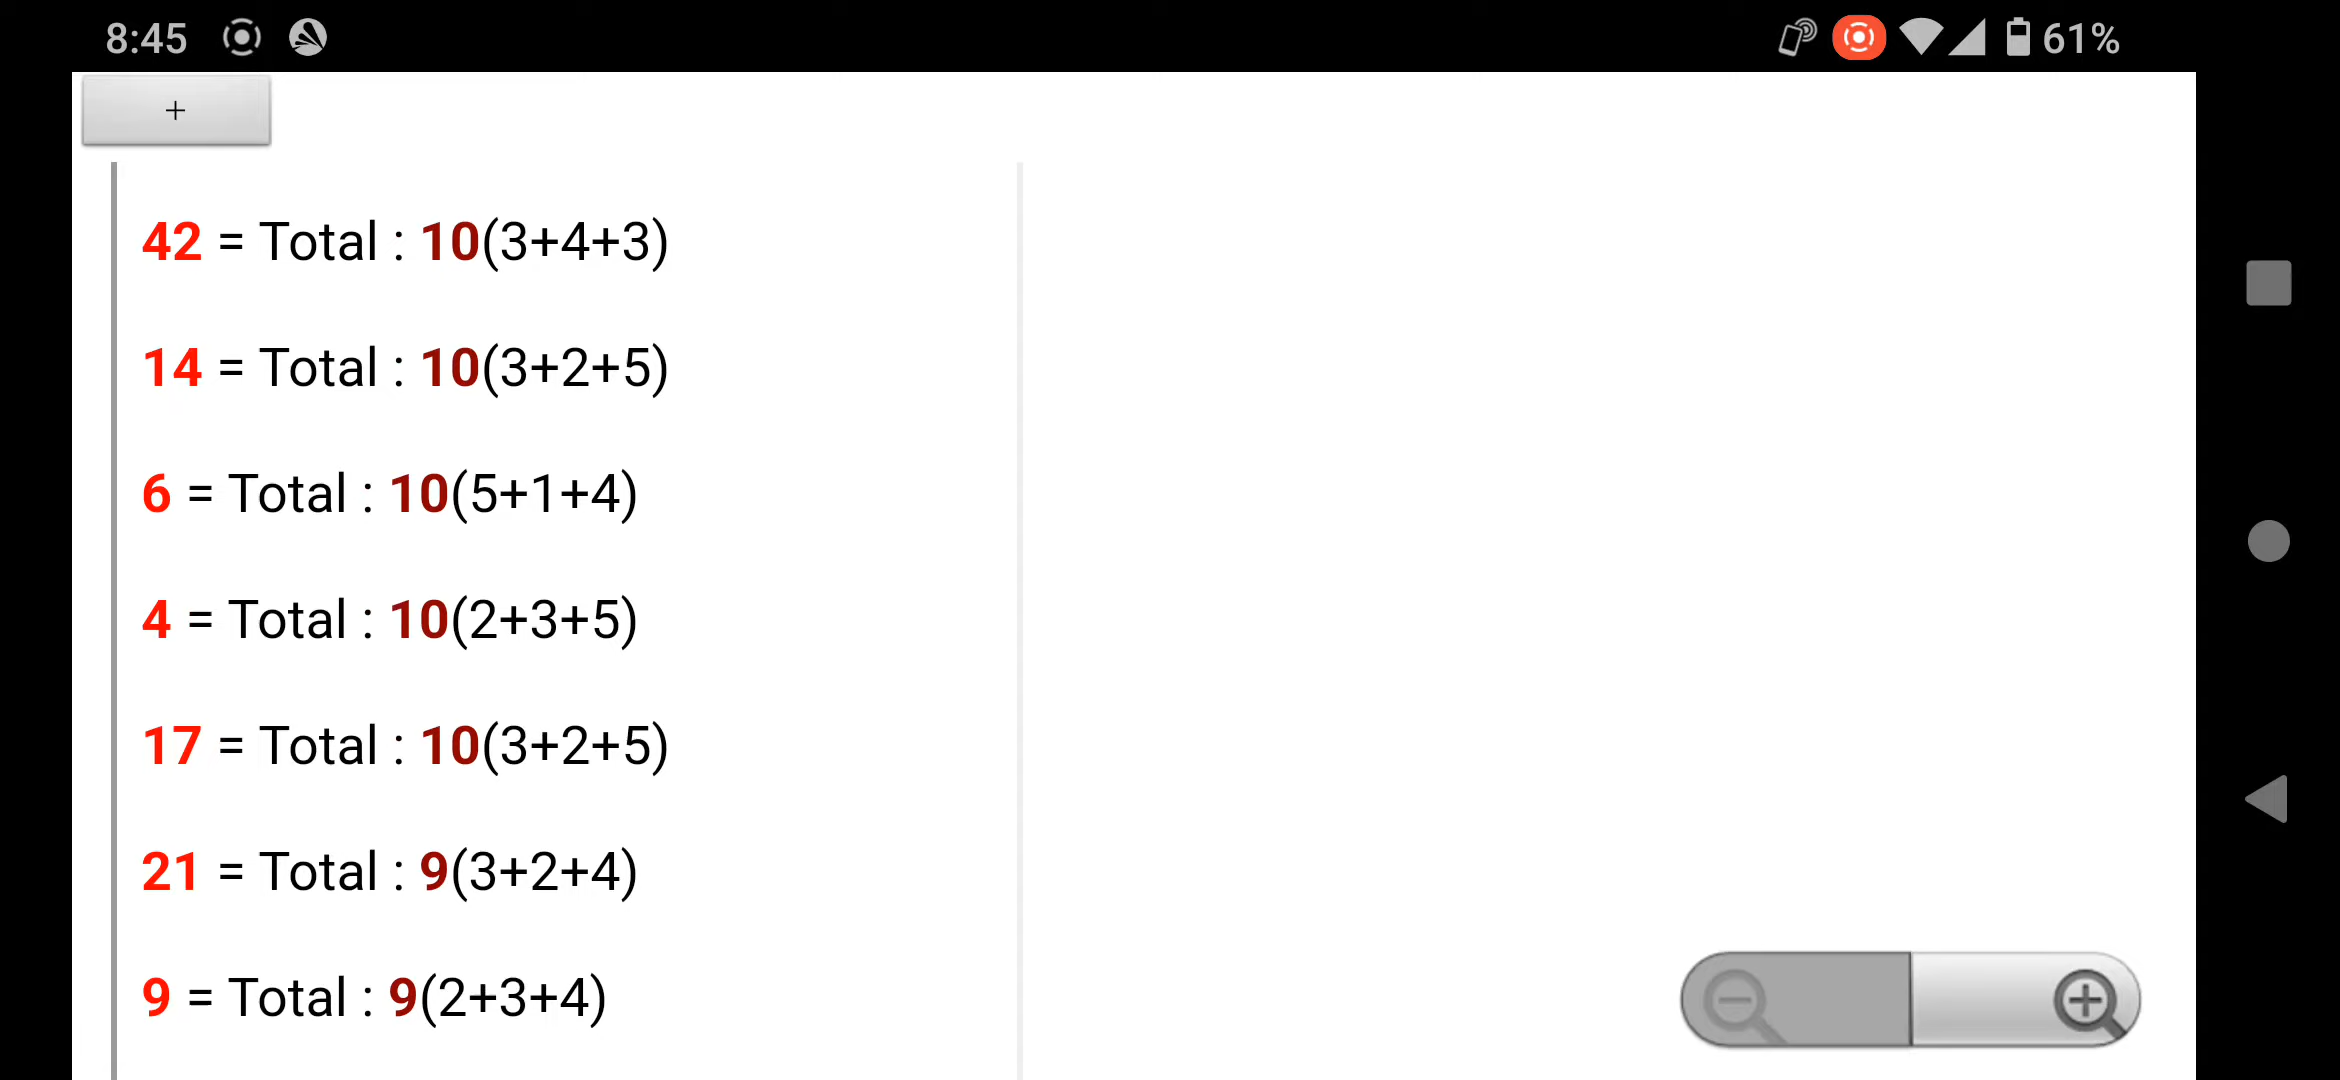 8:45 61%
+
42 = Total : 10(3+4+3)
14 = Total : 10(3+2+5)
6 = Total : 10(5+1+4)
4 = Total : 10(2+3+5)
17 = Total : 10(3+2+5)
21 = Total : 9(3+2+4)
9 = Total : 9(2+3+4)